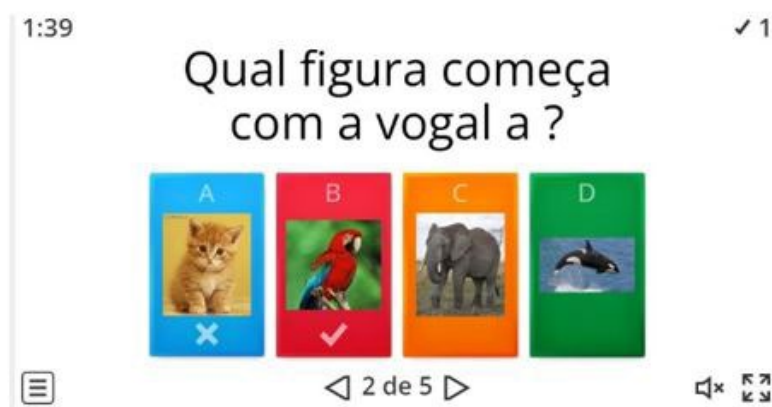 1:39
✓ 1
Qual figura começa
com a vogal a ?
A
B
C
D
2 de 5